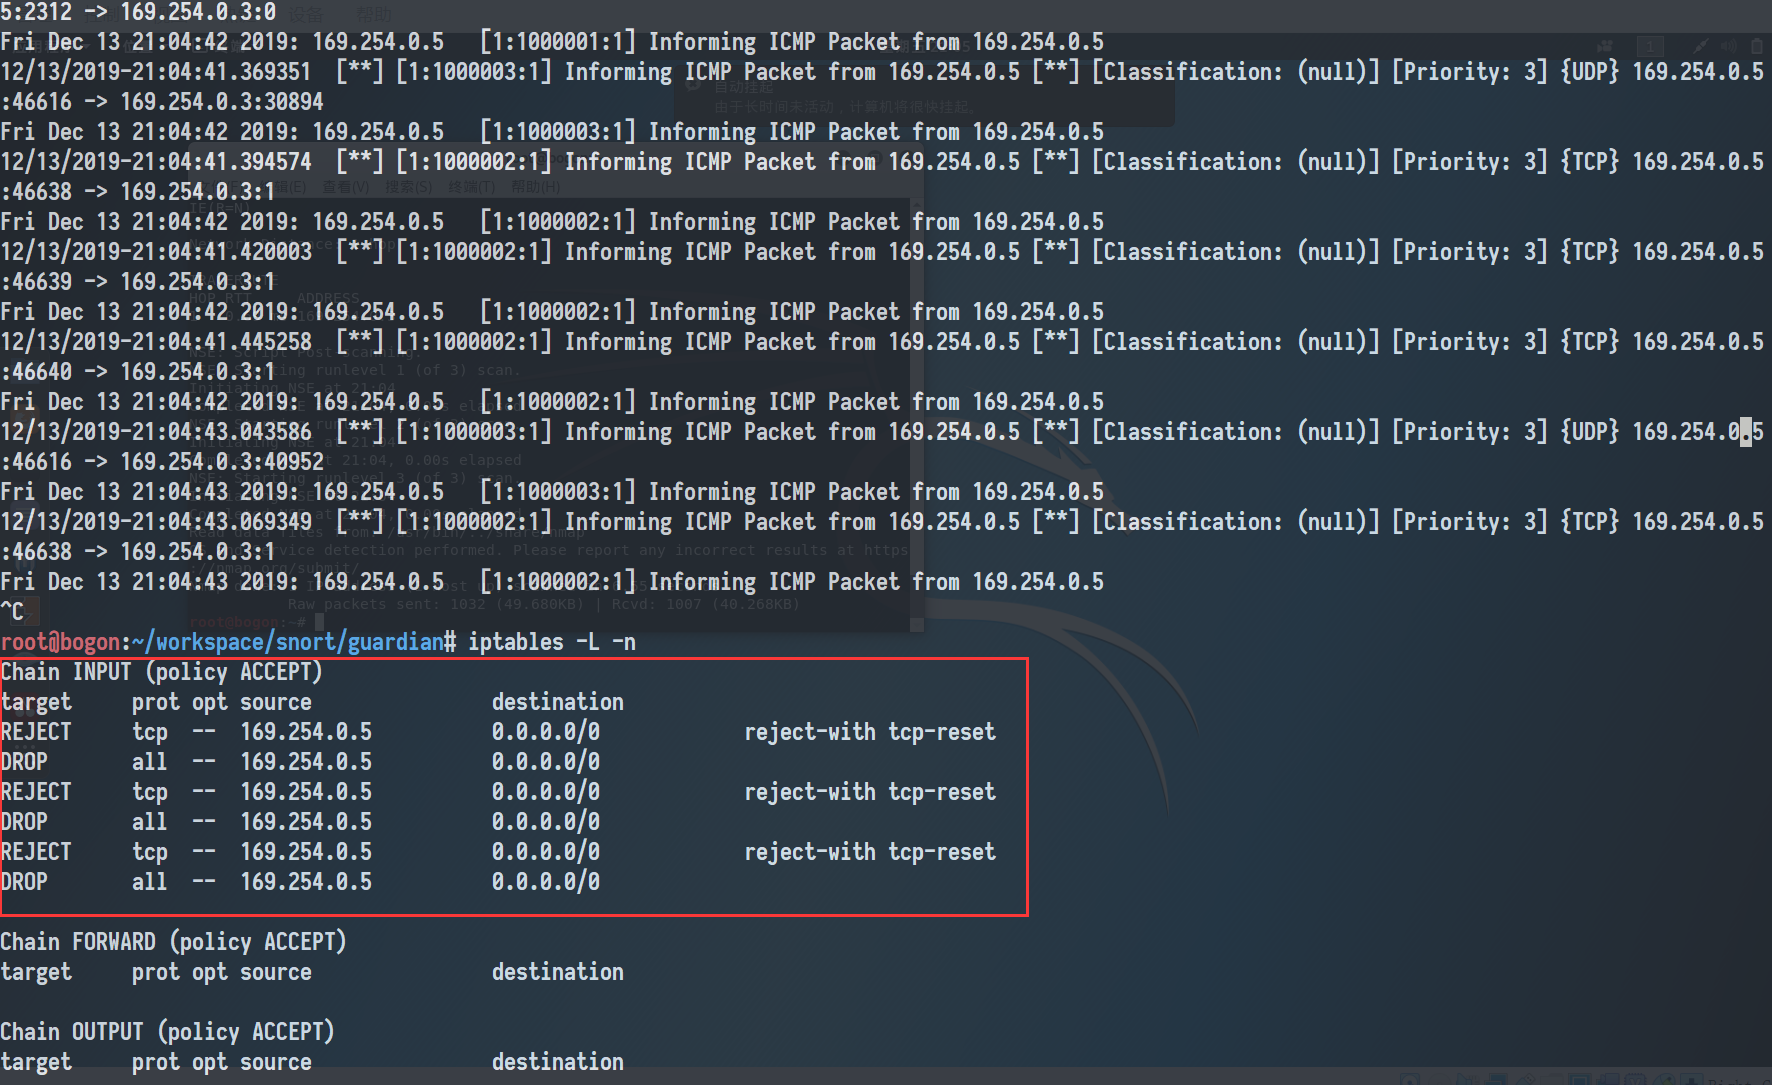 5:2312 -> 169.254.0.3:0
Fri Dec 13 21:04:42 2019: 169.254.0.5   [1:1000001:1] Informing ICMP Packet from 169.254.0.5
12/13/2019-21:04:41.369351  [**] [1:1000003:1] Informing ICMP Packet from 169.254.0.5 [**] [Classification: (null)] [Priority: 3] {UDP} 169.254.0.5
:46616 -> 169.254.0.3:30894
Fri Dec 13 21:04:42 2019: 169.254.0.5   [1:1000003:1] Informing ICMP Packet from 169.254.0.5
12/13/2019-21:04:41.394574  [**] [1:1000002:1] Informing ICMP Packet from 169.254.0.5 [**] [Classification: (null)] [Priority: 3] {TCP} 169.254.0.5
:46638 -> 169.254.0.3:1
Fri Dec 13 21:04:42 2019: 169.254.0.5   [1:1000002:1] Informing ICMP Packet from 169.254.0.5
12/13/2019-21:04:41.420003  [**] [1:1000002:1] Informing ICMP Packet from 169.254.0.5 [**] [Classification: (null)] [Priority: 3] {TCP} 169.254.0.5
:46639 -> 169.254.0.3:1
Fri Dec 13 21:04:42 2019: 169.254.0.5   [1:1000002:1] Informing ICMP Packet from 169.254.0.5
12/13/2019-21:04:41.445258  [**] [1:1000002:1] Informing ICMP Packet from 169.254.0.5 [**] [Classification: (null)] [Priority: 3] {TCP} 169.254.0.5
:46640 -> 169.254.0.3:1
Fri Dec 13 21:04:42 2019: 169.254.0.5   [1:1000002:1] Informing ICMP Packet from 169.254.0.5
12/13/2019-21:04:43.043586  [**] [1:1000003:1] Informing ICMP Packet from 169.254.0.5 [**] [Classification: (null)] [Priority: 3] {UDP} 169.254.0.5
:46616 -> 169.254.0.3:40952
Fri Dec 13 21:04:43 2019: 169.254.0.5   [1:1000003:1] Informing ICMP Packet from 169.254.0.5
12/13/2019-21:04:43.069349  [**] [1:1000002:1] Informing ICMP Packet from 169.254.0.5 [**] [Classification: (null)] [Priority: 3] {TCP} 169.254.0.5
:46638 -> 169.254.0.3:1
Fri Dec 13 21:04:43 2019: 169.254.0.5   [1:1000002:1] Informing ICMP Packet from 169.254.0.5
^C
Raw packets sent: 1032 (49.680KB) | Rcvd: 1007 (40.268KB)
root@bogon:~#
root@bogon:~/workspace/snort/guardian# iptables -L -n
Chain INPUT (policy ACCEPT)
target     prot opt source               destination
REJECT     tcp  --  169.254.0.5          0.0.0.0/0            reject-with tcp-reset
DROP       all  --  169.254.0.5          0.0.0.0/0
REJECT     tcp  --  169.254.0.5          0.0.0.0/0            reject-with tcp-reset
DROP       all  --  169.254.0.5          0.0.0.0/0
REJECT     tcp  --  169.254.0.5          0.0.0.0/0            reject-with tcp-reset
DROP       all  --  169.254.0.5          0.0.0.0/0
Chain FORWARD (policy ACCEPT)
target     prot opt source               destination
Chain OUTPUT (policy ACCEPT)
target     prot opt source               destination